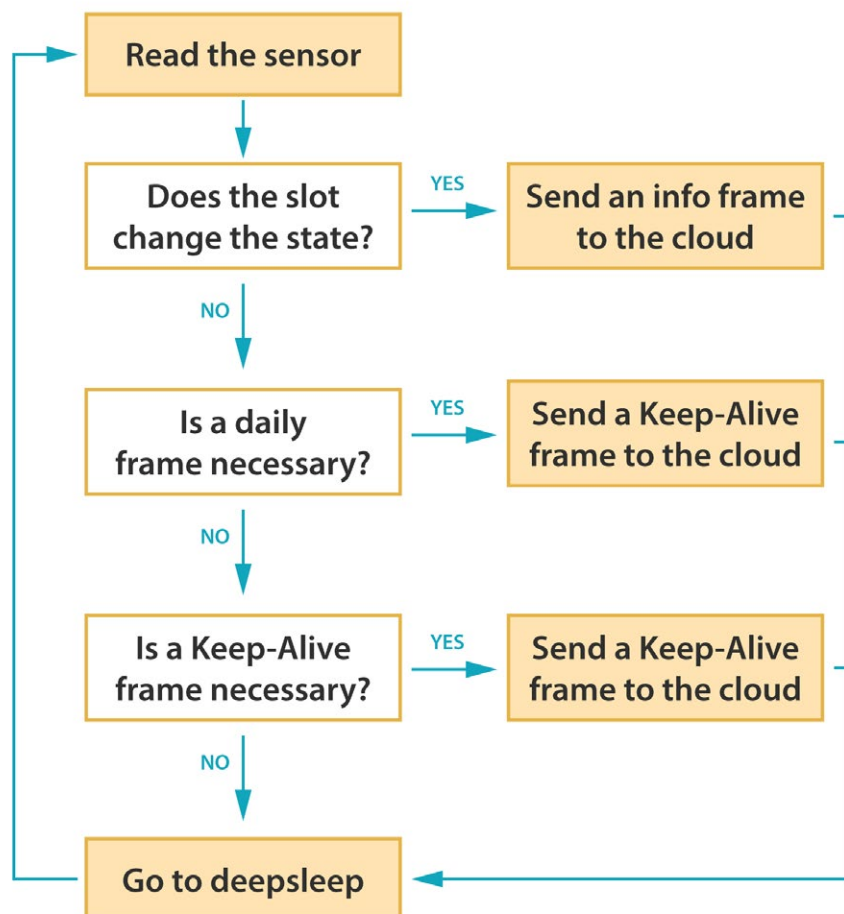 Read the sensor
Does the slot
change the state?
YES
Send an info frame
to the cloud
NO
Is a daily
frame necessary?
YES
Send a Keep-Alive
frame to the cloud
NO
Is a Keep-Alive
frame necessary?
YES
Send a Keep-Alive
frame to the cloud
NO
Go to deepsleep